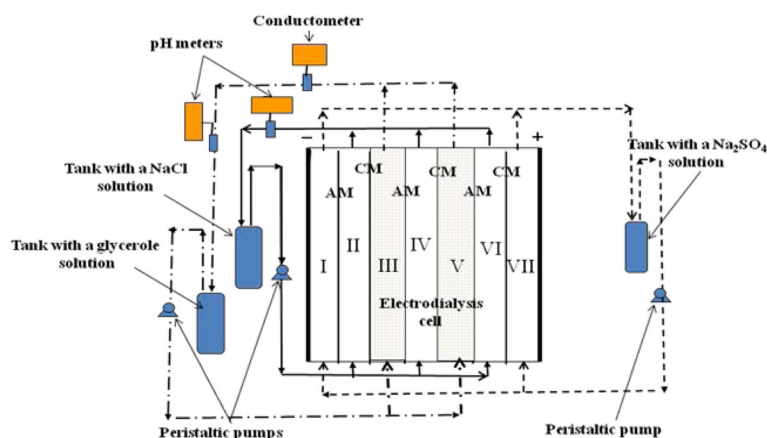 Conductometer
pH meters
− +
Tank with a NaCl
solution
Tank with a Na₂SO₄
solution
CM CM CM
AM AM AM
Tank with a glycerole
solution
I II III IV V VI VII
Electrodialysis
cell
Peristaltic pumps
Peristaltic pump